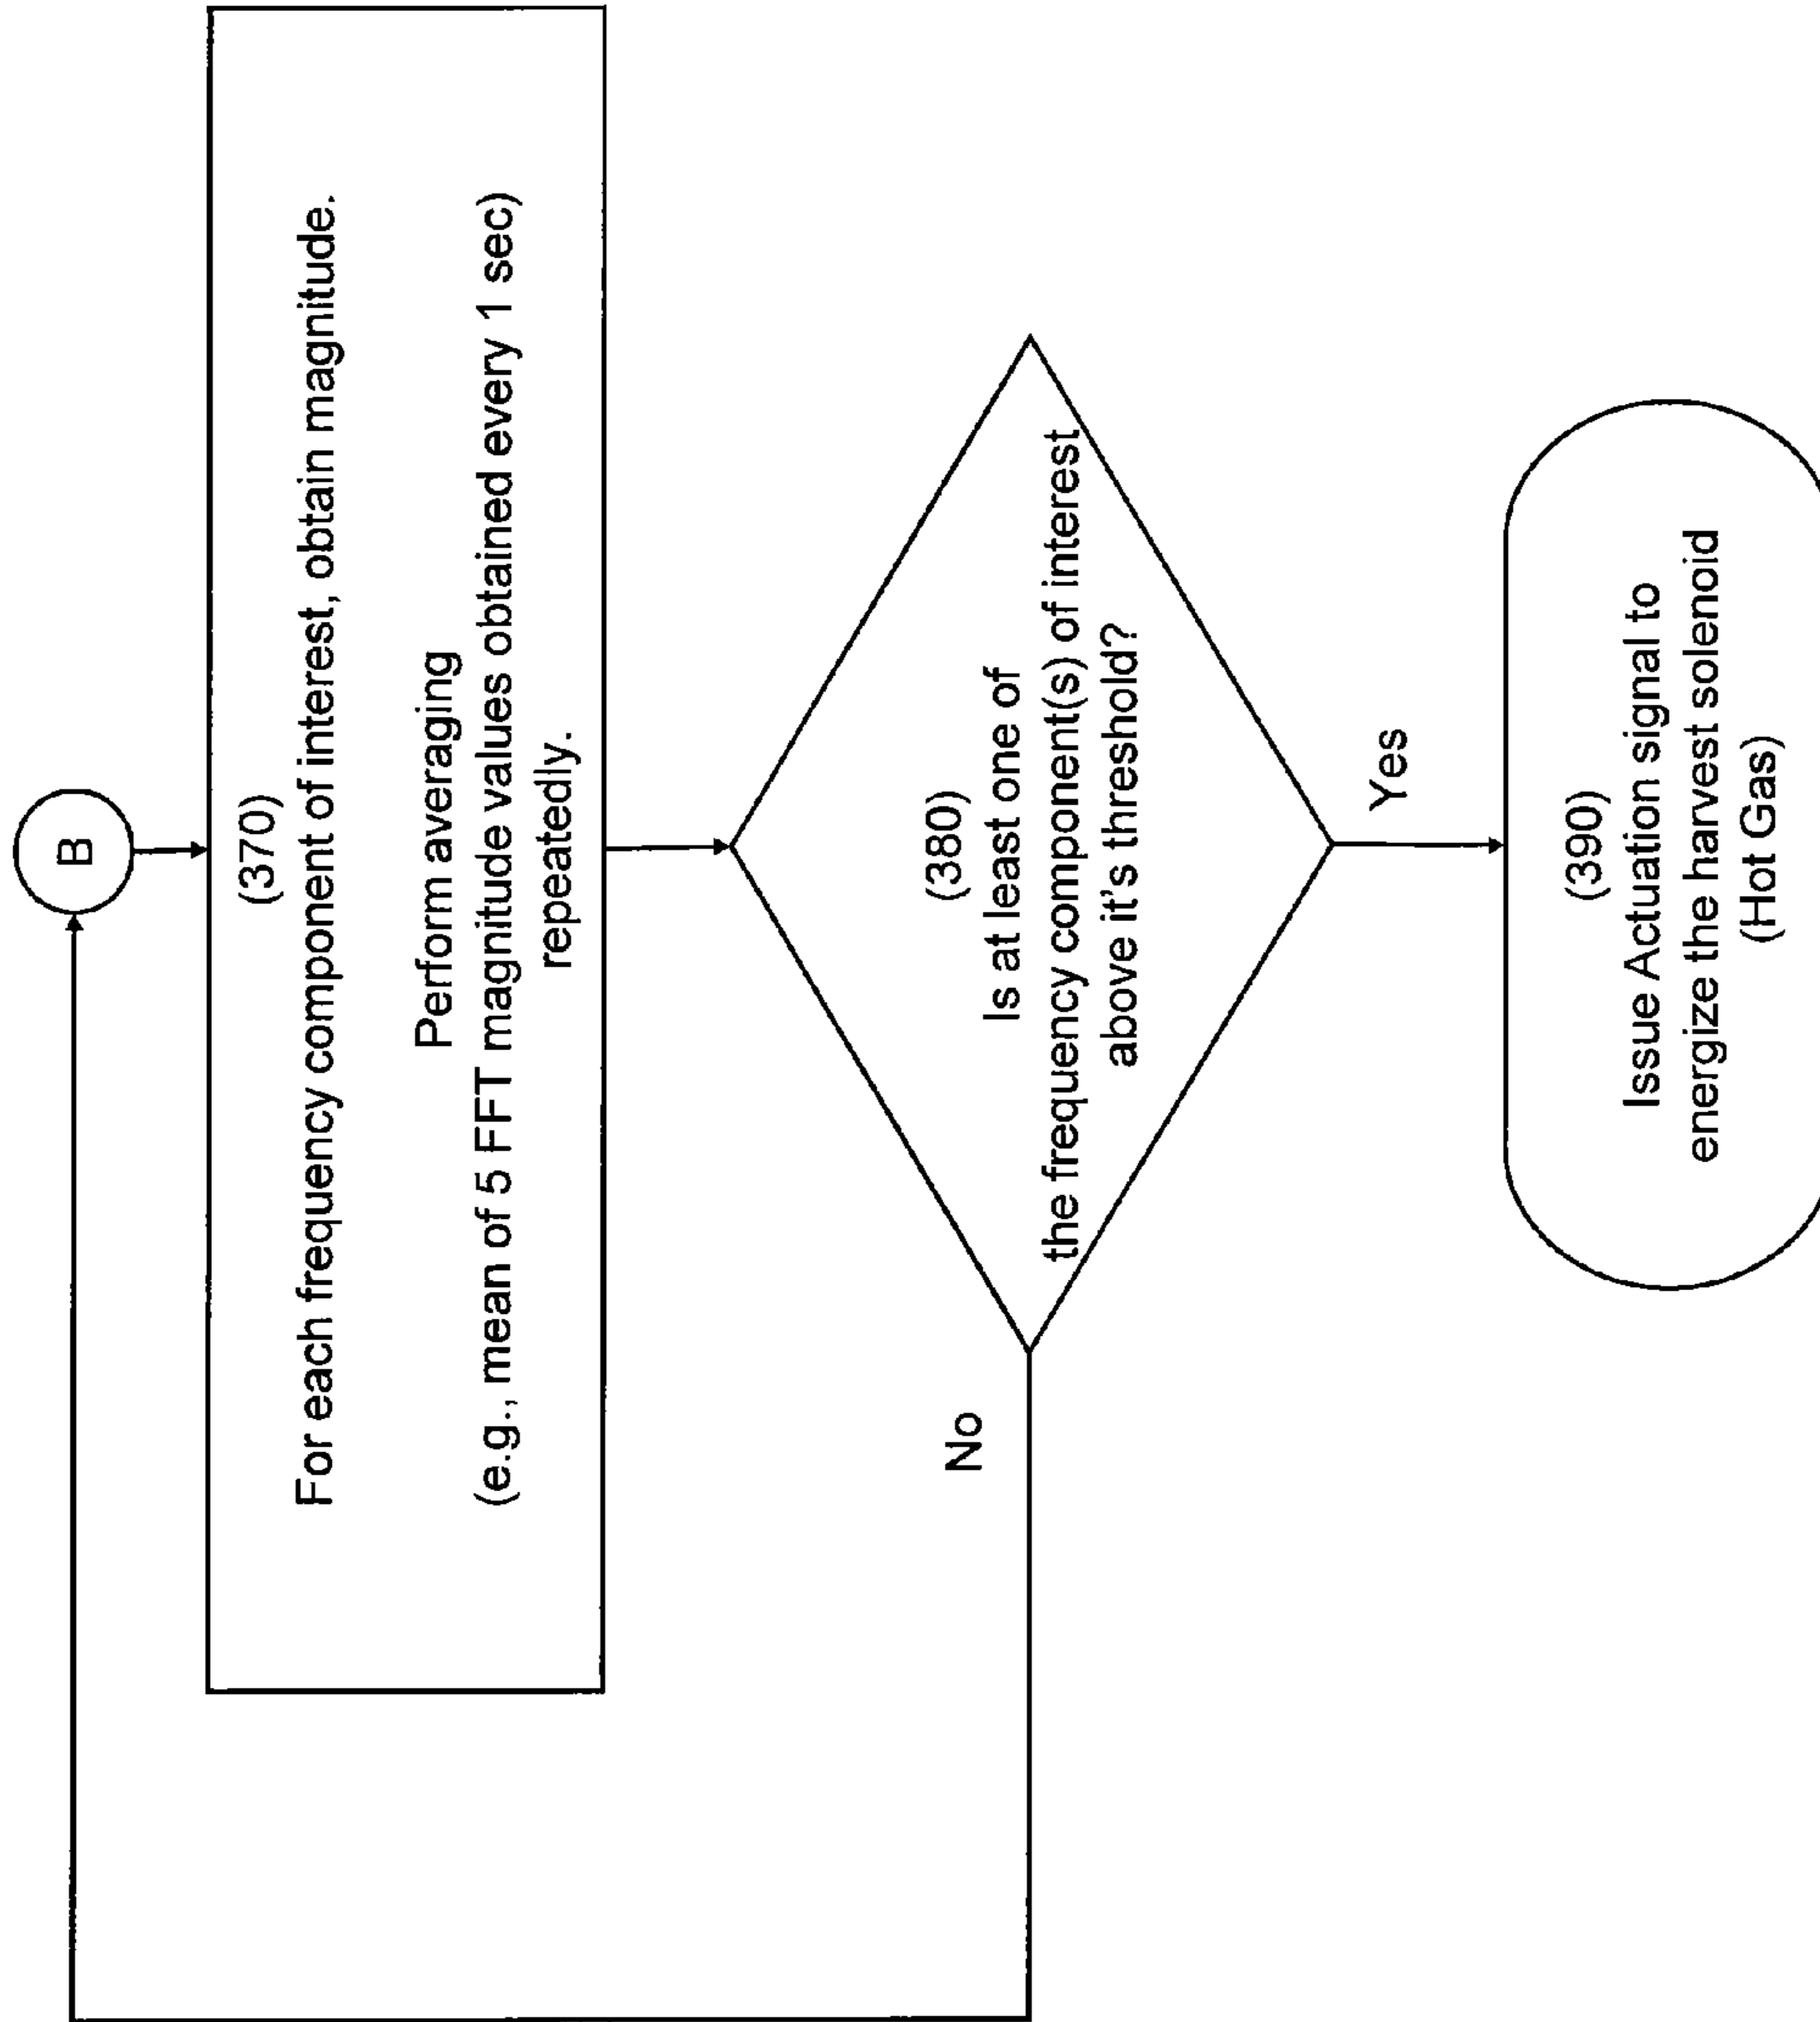 B
(370)
For each frequency component of interest, obtain magnitude.
Perform averaging
(e.g., mean of 5 FFT magnitude values obtained every 1 sec)
repeatedly.
(380)
Is at least one of
the frequency component(s) of interest
above it's threshold?
No
Yes
(390)
Issue Actuation signal to
energize the harvest solenoid
(Hot Gas)